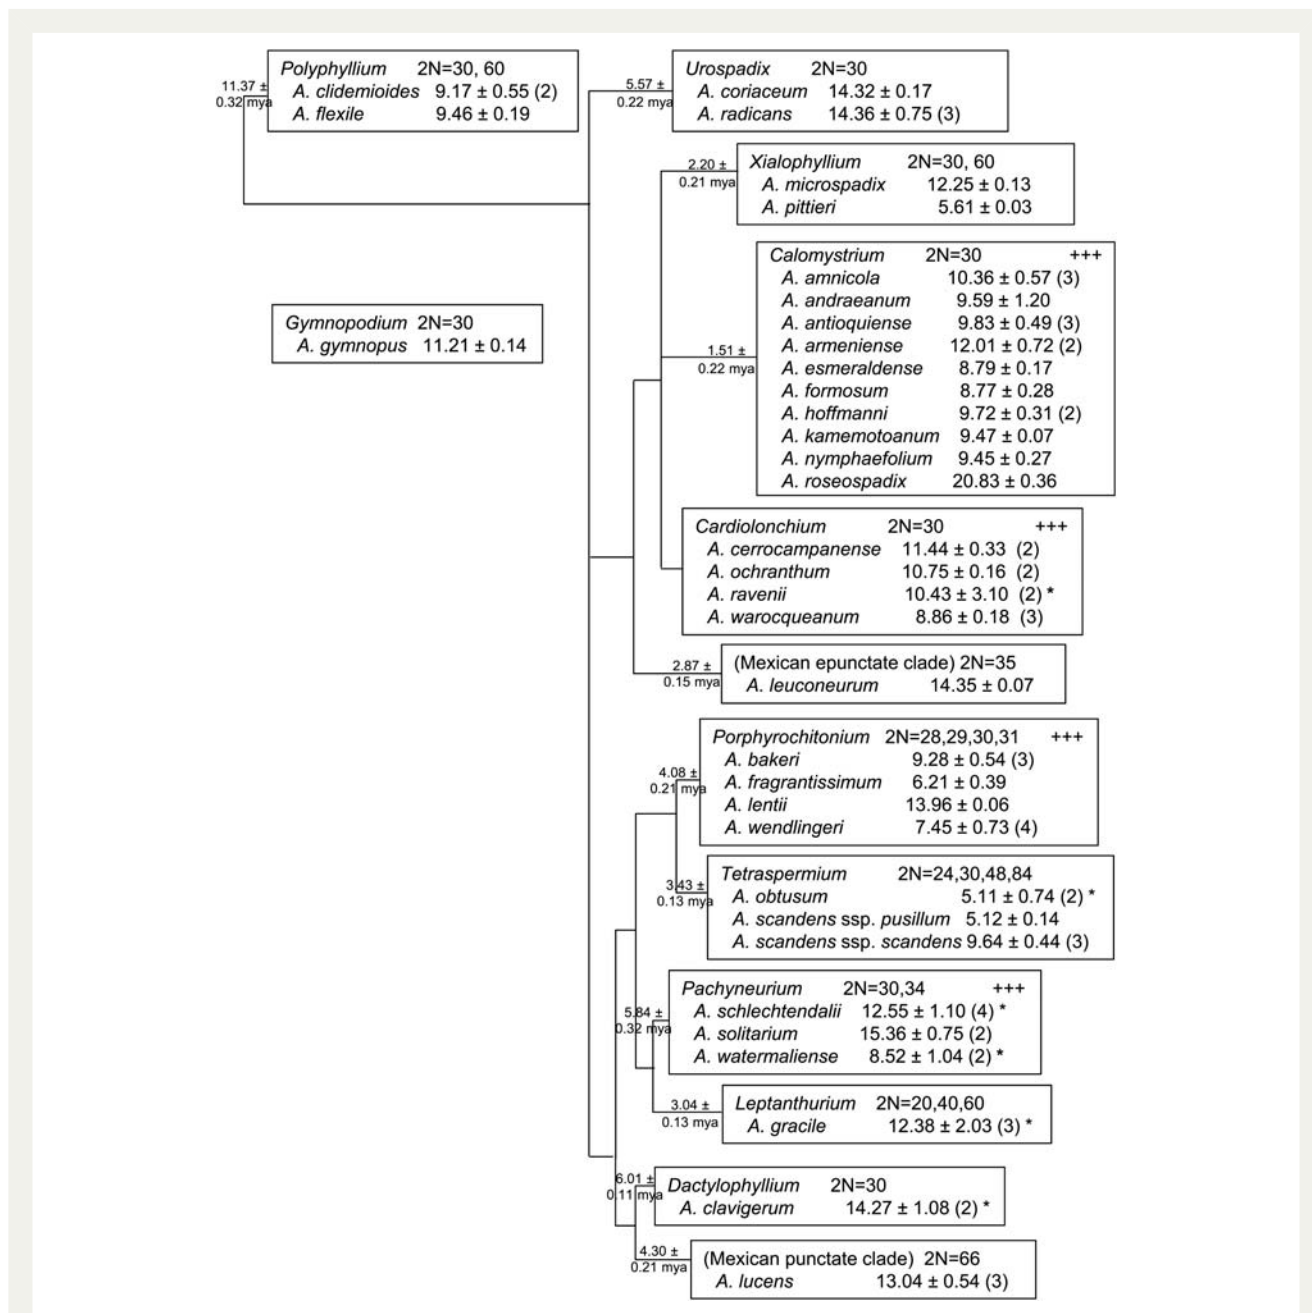 11.37 ±
0.32 mya
Polyphyllium 2N=30, 60
A. clidemioides 9.17 ± 0.55 (2)
A. flexile 9.46 ± 0.19
5.57 ±
0.22 mya
Urospadix 2N=30
A. coriaceum 14.32 ± 0.17
A. radicans 14.36 ± 0.75 (3)
2.20 ±
0.21 mya
Xialophyllium 2N=30, 60
A. microspadix 12.25 ± 0.13
A. pittieri 5.61 ± 0.03
Gymnopodium 2N=30
A. gymnopus 11.21 ± 0.14
1.51 ±
0.22 mya
Calomystrium 2N=30 +++
A. amnicola 10.36 ± 0.57 (3)
A. andraeanum 9.59 ± 1.20
A. antioquiense 9.83 ± 0.49 (3)
A. armeniense 12.01 ± 0.72 (2)
A. esmeraldense 8.79 ± 0.17
A. formosum 8.77 ± 0.28
A. hoffmanni 9.72 ± 0.31 (2)
A. kamemotoanum 9.47 ± 0.07
A. nymphaefolium 9.45 ± 0.27
A. roseospadix 20.83 ± 0.36
Cardiolonchium 2N=30 +++
A. cerrocampanense 11.44 ± 0.33 (2)
A. ochranthum 10.75 ± 0.16 (2)
A. ravenii 10.43 ± 3.10 (2) *
A. warocqueanum 8.86 ± 0.18 (3)
2.87 ±
0.15 mya
(Mexican epunctate clade) 2N=35
A. leuconeurum 14.35 ± 0.07
4.08 ±
0.21 mya
Porphyrochitonium 2N=28,29,30,31 +++
A. bakeri 9.28 ± 0.54 (3)
A. fragrantissimum 6.21 ± 0.39
A. lentii 13.96 ± 0.06
A. wendlingeri 7.45 ± 0.73 (4)
3.43 ±
0.13 mya
Tetraspermium 2N=24,30,48,84
A. obtusum 5.11 ± 0.74 (2) *
A. scandens ssp. pusillum 5.12 ± 0.14
A. scandens ssp. scandens 9.64 ± 0.44 (3)
5.84 ±
0.32 mya
Pachyneurium 2N=30,34 +++
A. schlechtendalii 12.55 ± 1.10 (4) *
A. solitarium 15.36 ± 0.75 (2)
A. watermaliense 8.52 ± 1.04 (2) *
3.04 ±
0.13 mya
Leptanthurium 2N=20,40,60
A. gracile 12.38 ± 2.03 (3) *
6.01 ±
0.11 mya
Dactylophyllium 2N=30
A. clavigerum 14.27 ± 1.08 (2) *
4.30 ±
0.21 mya
(Mexican punctate clade) 2N=66
A. lucens 13.04 ± 0.54 (3)